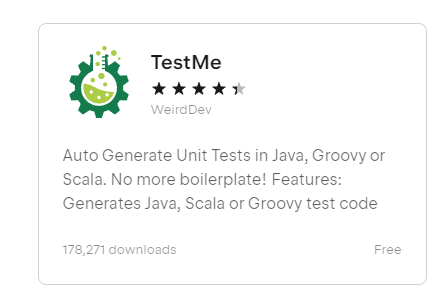 TestMe
WeirdDev
Auto Generate Unit Tests in Java, Groovy or
Scala. No more boilerplate! Features:
Generates Java, Scala or Groovy test code
178,271 downloads
Free